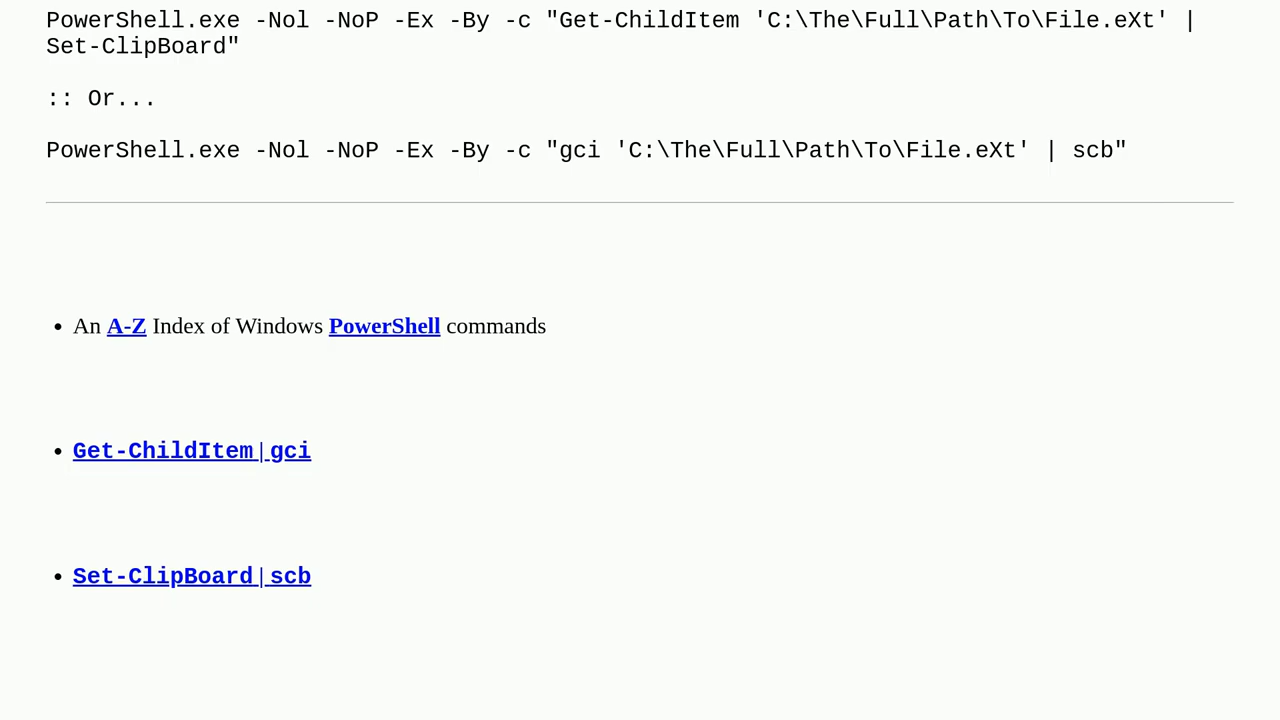 PowerShell.exe -Nol -NoP -Ex -By -c "Get-ChildItem 'C:\The\Full\Path\To\File.eXt' |
Set-ClipBoard"
:: Or...
PowerShell.exe -Nol -NoP -Ex -By -c "gci 'C:\The\Full\Path\To\File.eXt' | scb"
• An A-Z Index of Windows PowerShell commands
• Get-ChildItem | gci
• Set-ClipBoard | scb